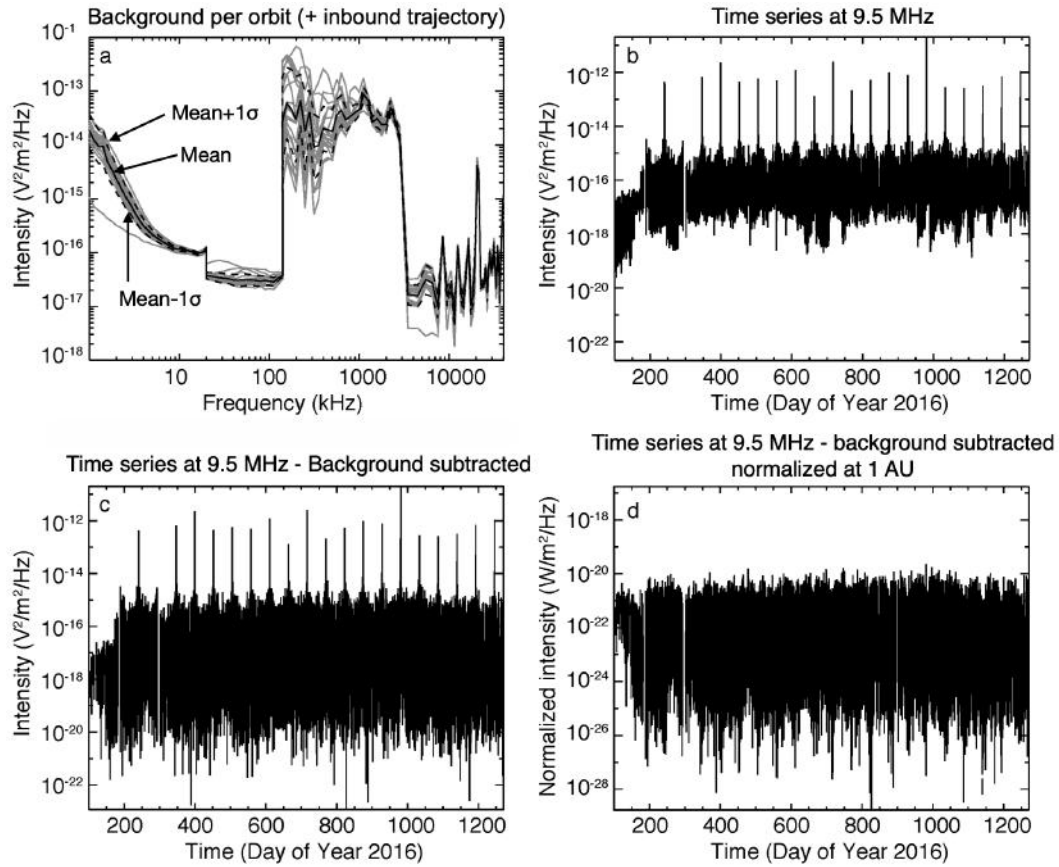 Background per orbit (+ inbound trajectory)
a
Mean+1σ
Mean
Mean-1σ
Intensity (V²/m²/Hz)
10⁻¹
10⁻¹³
10⁻¹⁴
10⁻¹⁵
10⁻¹⁶
10⁻¹⁷
10⁻¹⁸
10 100 1000 10000
Frequency (kHz)
Time series at 9.5 MHz
b
Intensity (V²/m²/Hz)
10⁻¹²
10⁻¹⁴
10⁻¹⁶
10⁻¹⁸
10⁻²⁰
10⁻²²
200 400 600 800 1000 1200
Time (Day of Year 2016)
Time series at 9.5 MHz - Background subtracted
c
Intensity (V²/m²/Hz)
10⁻¹²
10⁻¹⁴
10⁻¹⁶
10⁻¹⁸
10⁻²⁰
10⁻²²
200 400 600 800 1000 1200
Time (Day of Year 2016)
Time series at 9.5 MHz - background subtracted
normalized at 1 AU
d
Normalized intensity (W/m²/Hz)
10⁻¹⁸
10⁻²⁰
10⁻²²
10⁻²⁴
10⁻²⁶
10⁻²⁸
200 400 600 800 1000 1200
Time (Day of Year 2016)